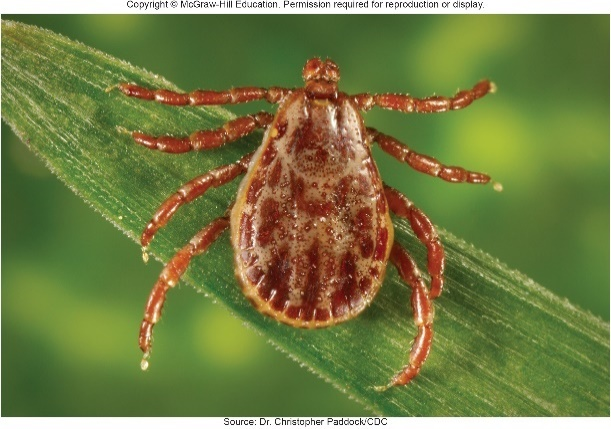 Copyright © McGraw-Hill Education. Permission required for reproduction or display.
Source: Dr. Christopher Paddock/CDC